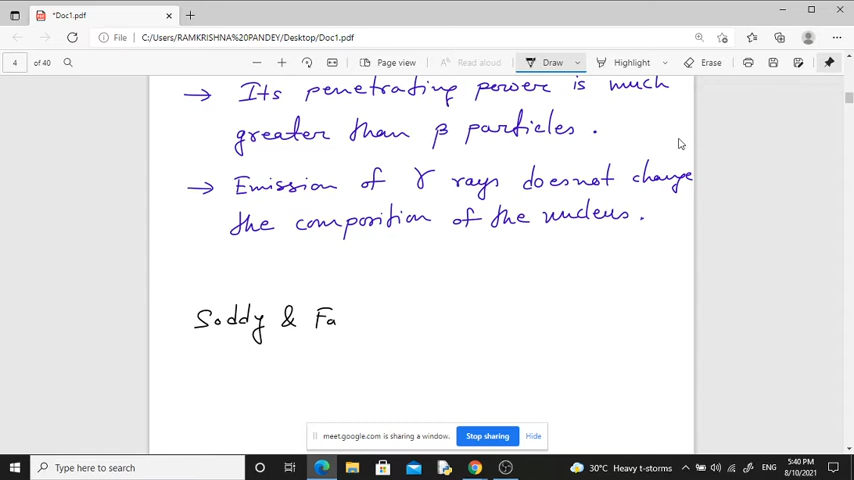 *Doc1.pdf
File
C:/Users/RAMKRISHNA%20PANDEY/Desktop/Doc1.pdf
4 of 40
Page view
Read aloud
Draw
Highlight
Erase
→ Its penetrating power is much
greater than β particles.
→ Emission of γ rays doesnot change
the composition of the nucleus.
Soddy & Fa
meet.google.com is sharing a window.
Stop sharing
Hide
Type here to search
30°C Heavy t-storms
ENG
5:40 PM
8/10/2021